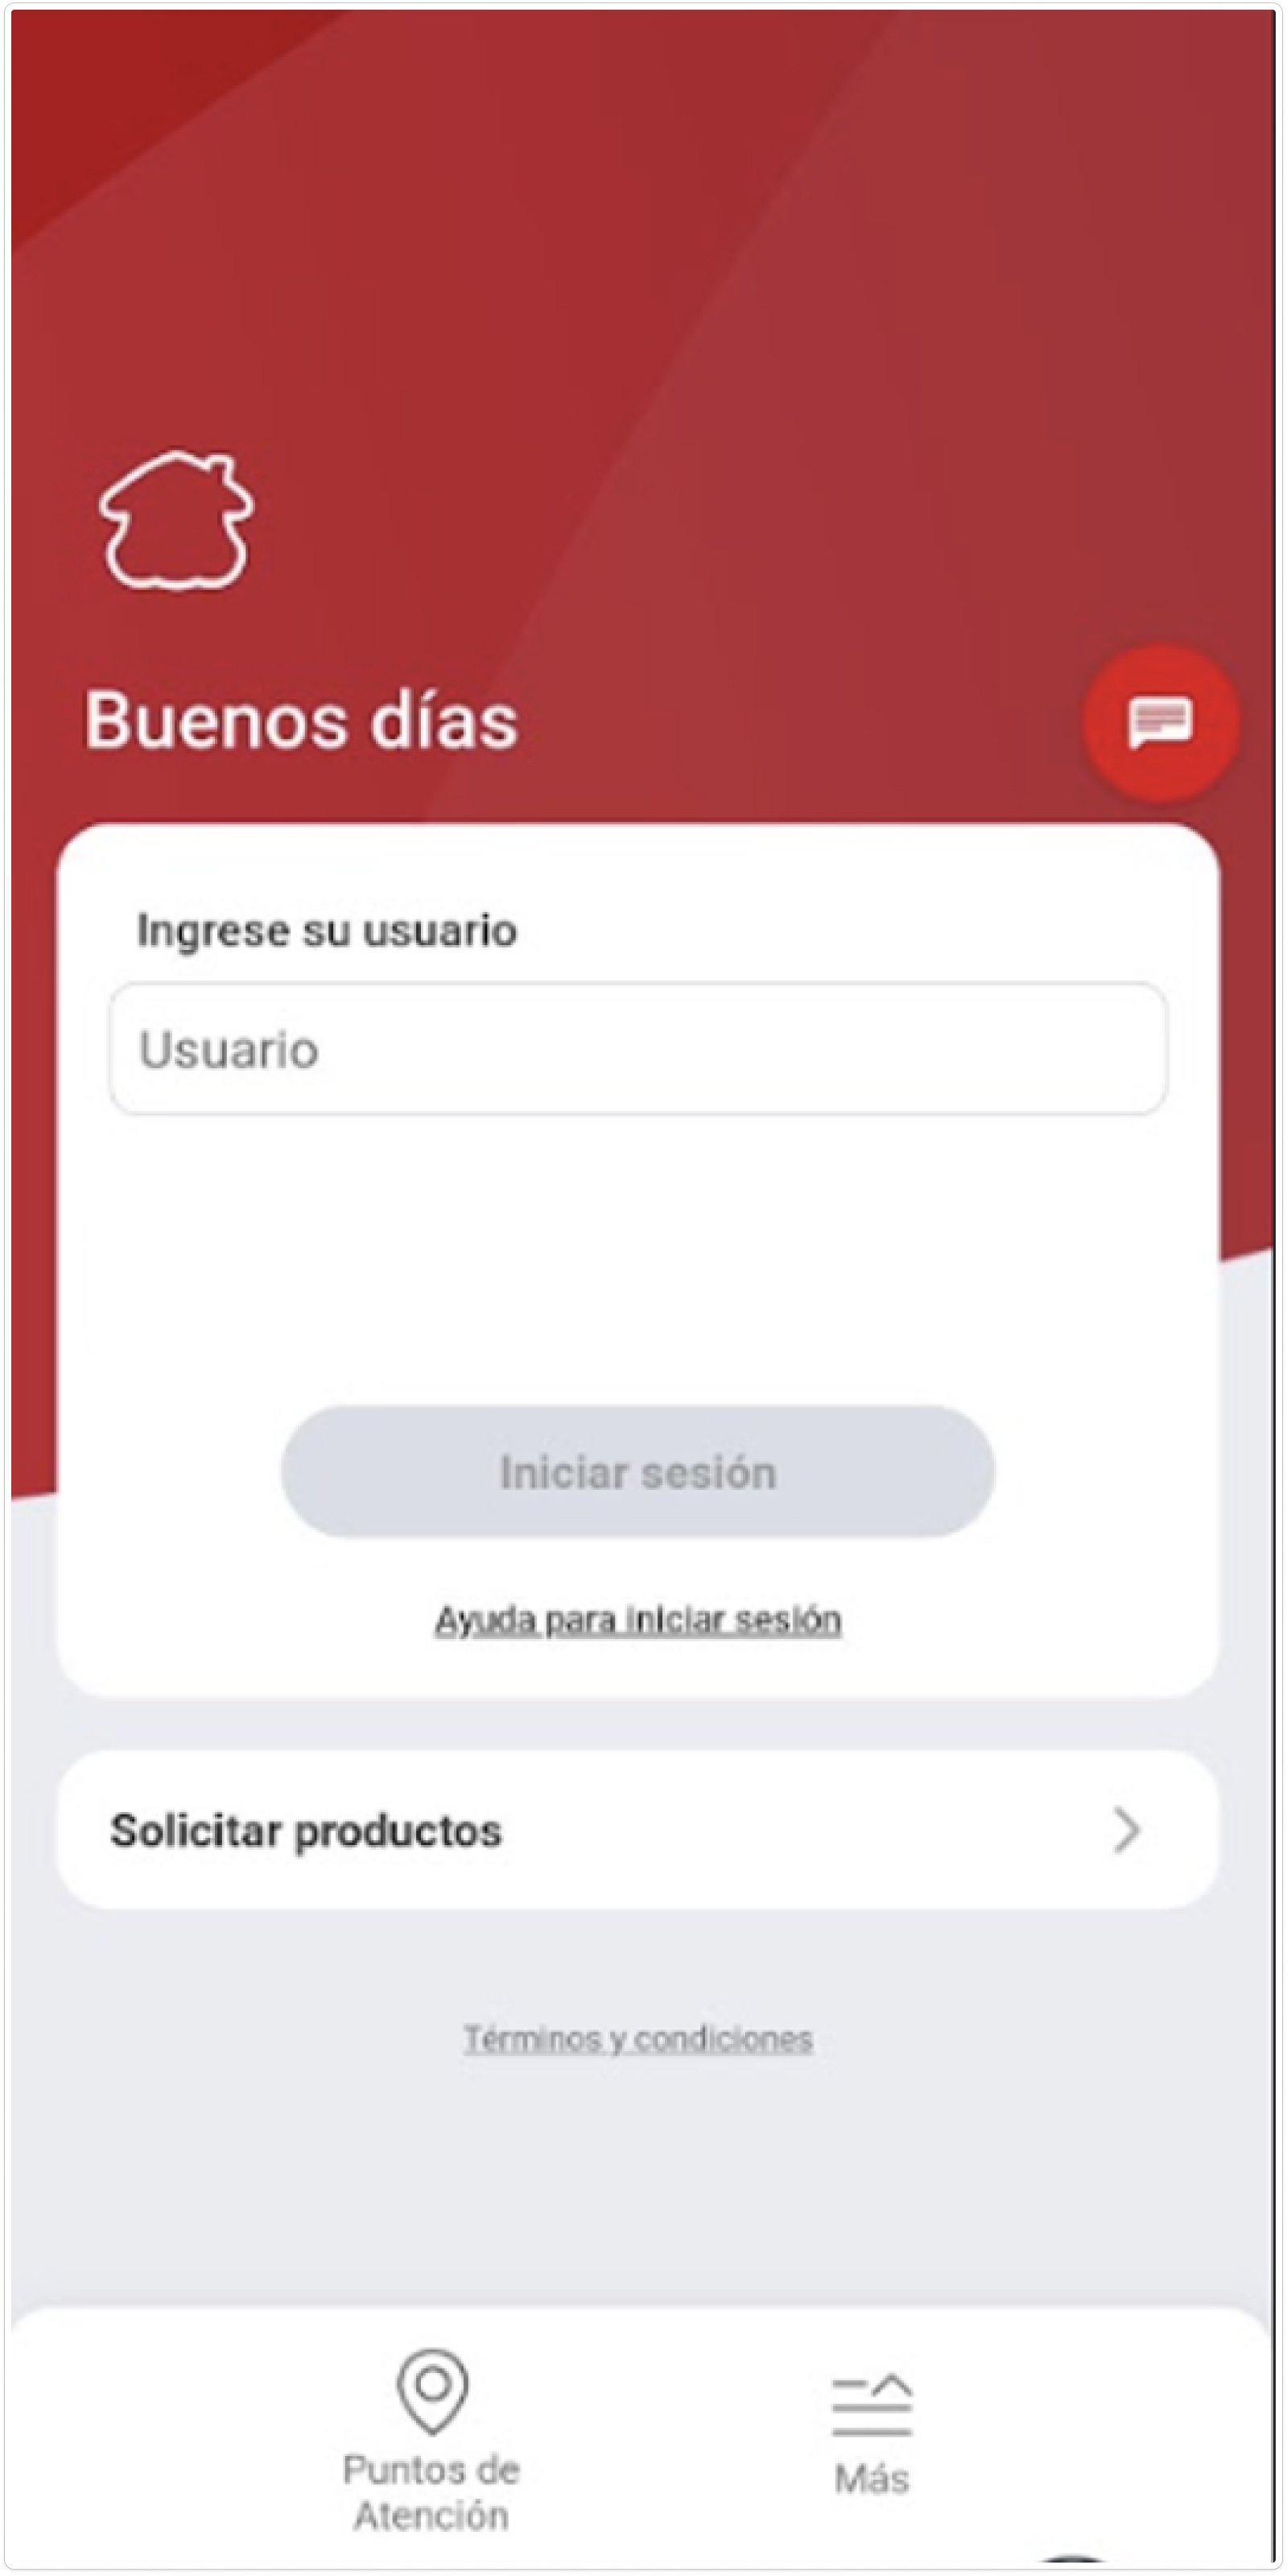 Buenos días
Ingrese su usuario
Usuario
Iniciar sesión
Ayuda para iniciar sesión
Solicitar productos
Términos y condiciones
Puntos de
Atención
Más